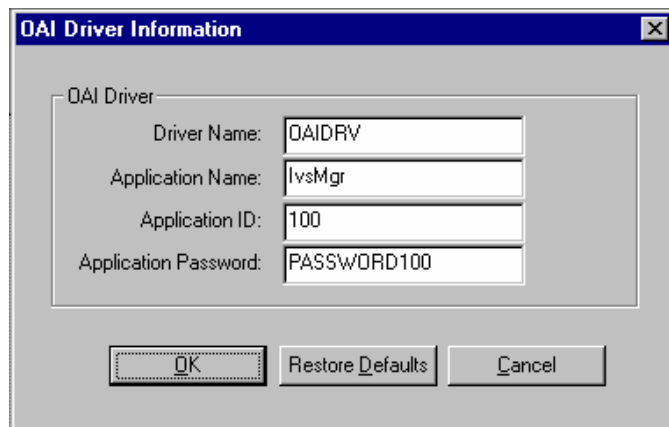 OAI Driver Information
OAI Driver
Driver Name: OAIDRV
Application Name: IvsMgr
Application ID: 100
Application Password: PASSWORD100
OK Restore Defaults Cancel